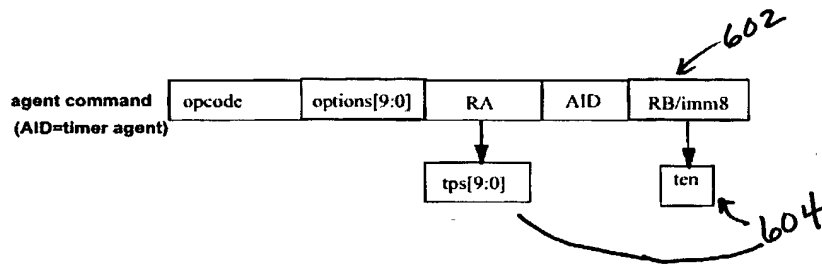 602
agent command opcode options[9:0] RA AID RB/imm8
(AID=timer agent)
tps[9:0] ten
604